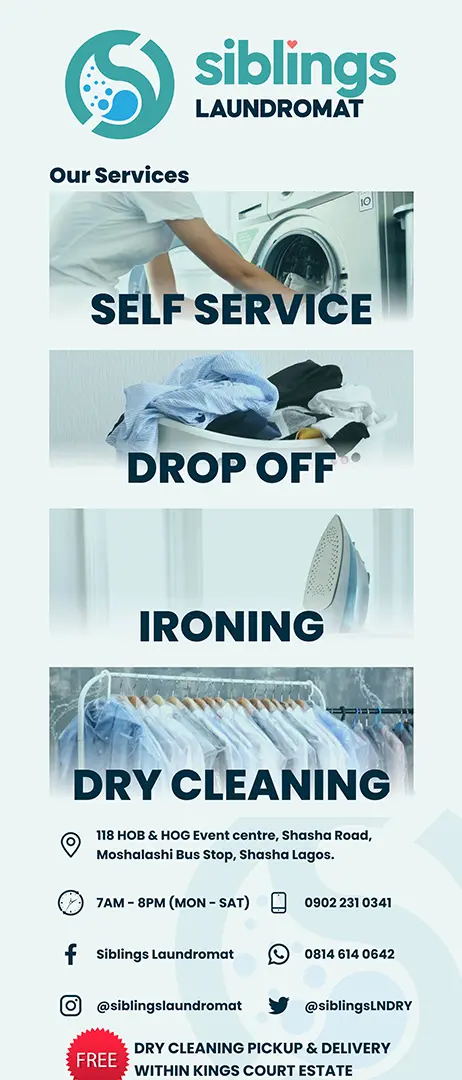 siblings
LAUNDROMAT
Our Services
10
SELF SERVICE
DROP OFF
IRONING
DRY CLEANING
118 HOB & HOG Event centre, Shasha Road,
Moshalashi Bus Stop, Shasha Lagos.
7AM - 8PM (MON - SAT) 0902 231 0341
Siblings Laundromat 0814 614 0642
@siblingslaundromat @siblingsLNDRY
FREE DRY CLEANING PICKUP & DELIVERY
WITHIN KINGS COURT ESTATE